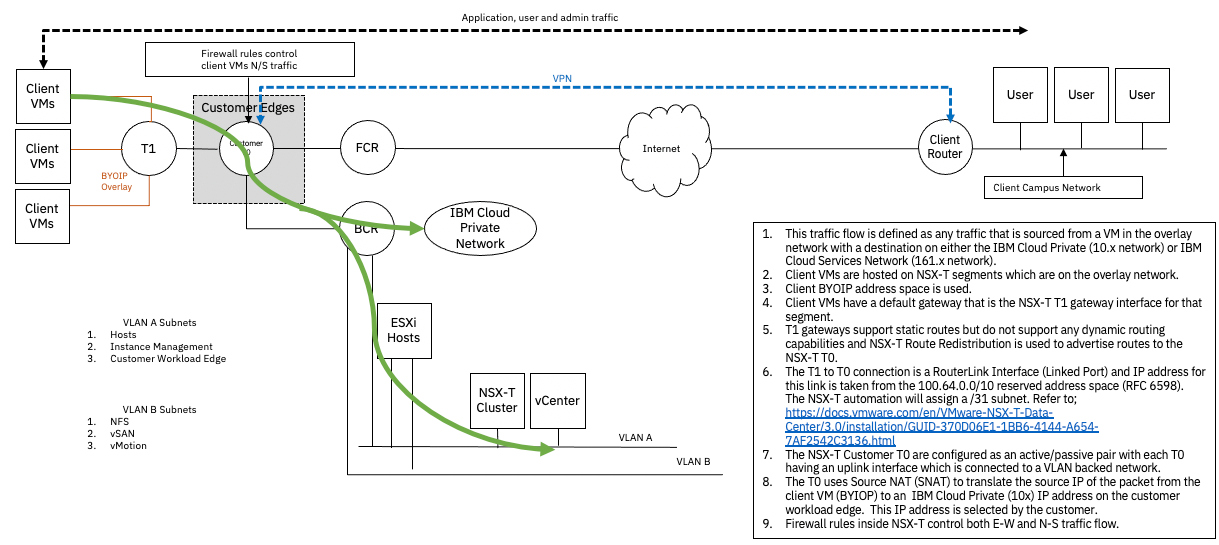 Application, user and admin traffic
Firewall rules control
client VMs N/S traffic
VPN
Client
VMs
Client
VMs
Client
VMs
BYOIP
Overlay
T1
Customer Edges
Customer
FCR
BCR
Internet
IBM Cloud
Private
Network
Client
Router
User
User
User
Client Campus Network
ESXi
Hosts
NSX-T
Cluster
vCenter
VLAN A
VLAN B
VLAN A Subnets
1. Hosts
2. Instance Management
3. Customer Workload Edge
VLAN B Subnets
1. NFS
2. vSAN
3. vMotion
1. This traffic flow is defined as any traffic that is sourced from a VM in the overlay
network with a destination on either the IBM Cloud Private (10.x network) or IBM
Cloud Services Network (161.x network).
2. Client VMs are hosted on NSX-T segments which are on the overlay network.
3. Client BYOIP address space is used.
4. Client VMs have a default gateway that is the NSX-T T1 gateway interface for that
segment.
5. T1 gateways support static routes but do not support any dynamic routing
capabilities and NSX-T Route Redistribution is used to advertise routes to the
NSX-T T0.
6. The T1 to T0 connection is a RouterLink Interface (Linked Port) and IP address for
this link is taken from the 100.64.0.0/10 reserved address space (RFC 6598).
The NSX-T automation will assign a /31 subnet. Refer to;
https://docs.vmware.com/en/VMware-NSX-T-Data-
Center/3.0/installation/GUID-370D06E1-1BB6-4144-A654-
7AF2542C3136.html
7. The NSX-T Customer T0 are configured as an active/passive pair with each T0
having an uplink interface which is connected to a VLAN backed network.
8. The T0 uses Source NAT (SNAT) to translate the source IP of the packet from the
client VM (BYIOP) to an IBM Cloud Private (10x) IP address on the customer
workload edge. This IP address is selected by the customer.
9. Firewall rules inside NSX-T control both E-W and N-S traffic flow.